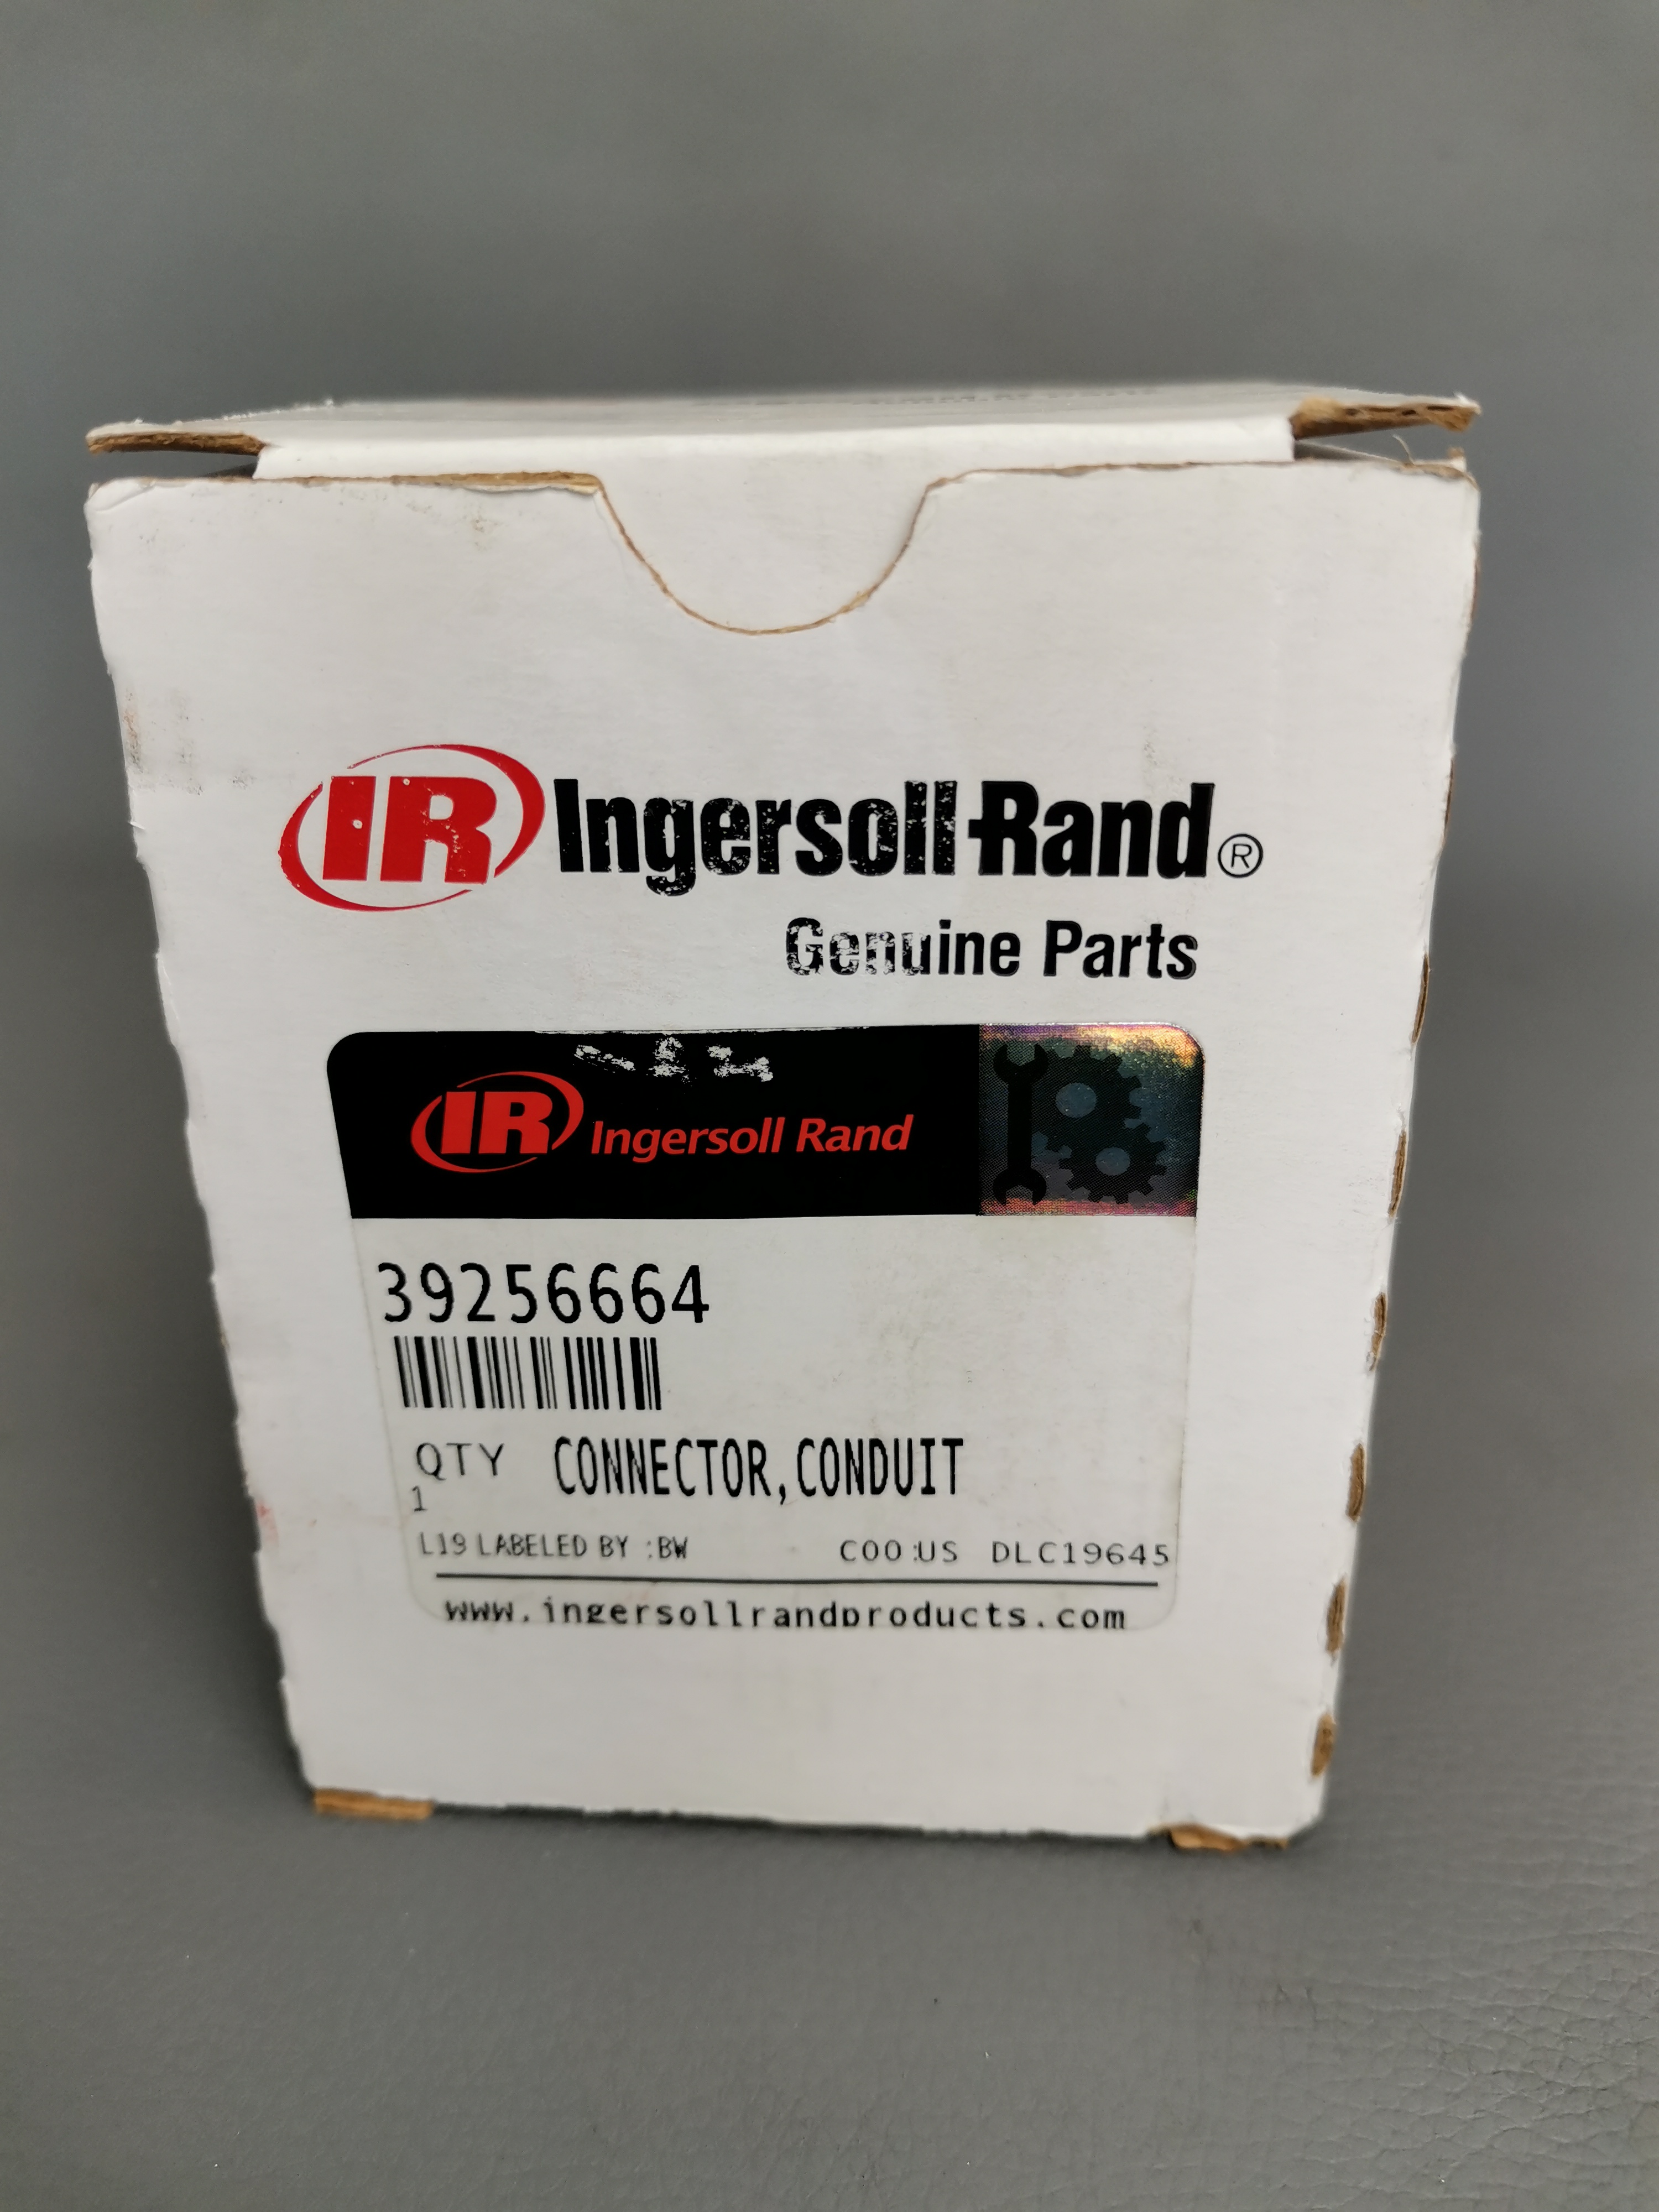 IR Ingersoll Rand®
Genuine Parts
IR Ingersoll Rand
39256664
QTY CONNECTOR,CONDUIT
1
L19 LABELED BY :BW COO:US DLC19645
www.ingersollrandproducts.com